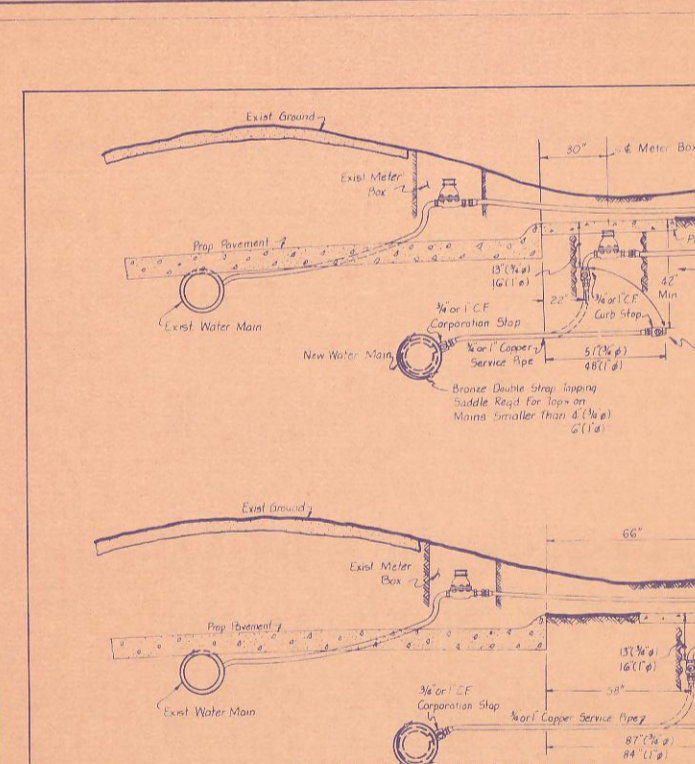 Exist Ground
30"
℄ Meter Box
Exist Meter
Box
Prop Pavement
13"(¾"ø)
16"(1"ø)
22"
¾"or 1" C.F.
Curb Stop
42"
Min
Exist Water Main
¾"or 1" C.F.
Corporation Stop
New Water Main
¾"or 1" Copper
Service Pipe
51"(¾"ø)
48"(1"ø)
Bronze Double Strap Tapping
Saddle Reqd For Taps on
Mains Smaller Than 4"(¾"ø)
6"(1"ø)
Exist Ground
66"
Exist Meter
Box
Prop Pavement
13"(¾"ø)
16"(1"ø)
58"
Exist Water Main
¾"or 1" C.F.
Corporation Stop
¾"or 1" Copper Service Pipe
87"(¾"ø)
84"(1"ø)